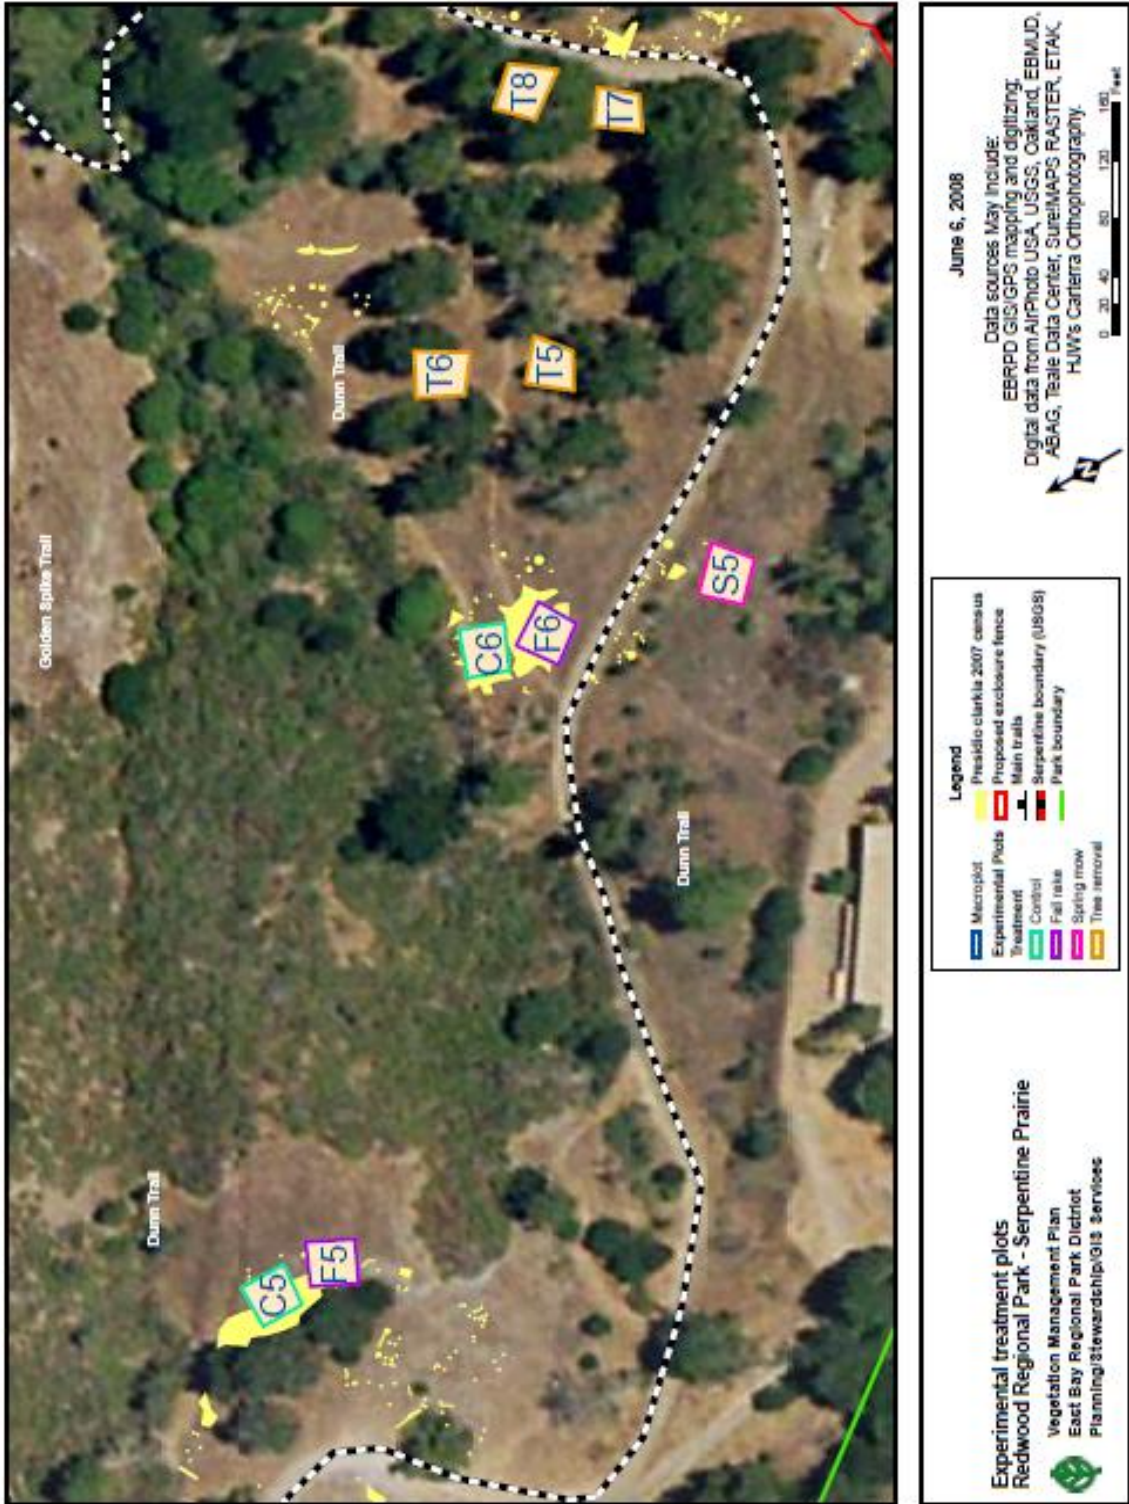 Golden Spike Trail
Dunn Trail
Dunn Trail
Dunn Trail
C5
F5
C6
F6
S5
T6
T5
T8
T7
Experimental treatment plots
Redwood Regional Park - Serpentine Prairie
Vegetation Management Plan
East Bay Regional Park District
Planning/Stewardship/GIS Services
Legend
Macroplot
Experimental Plots
Treatment
Control
Fall rake
Spring mow
Tree removal
Presidio clarkia 2007 census
Proposed exclosure fence
Main trails
Serpentine boundary (USGS)
Park boundary
June 6, 2008
Data sources May Include:
EBRPD GIS/GPS mapping and digitizing;
Digital data from AirPhoto USA, USGS, Oakland, EBMUD,
ABAG, Teale Data Center, Sure!MAPS RASTER, ETAK,
HJW's Canterra Orthophotography.
N
0 20 40 80 120 160
Feet